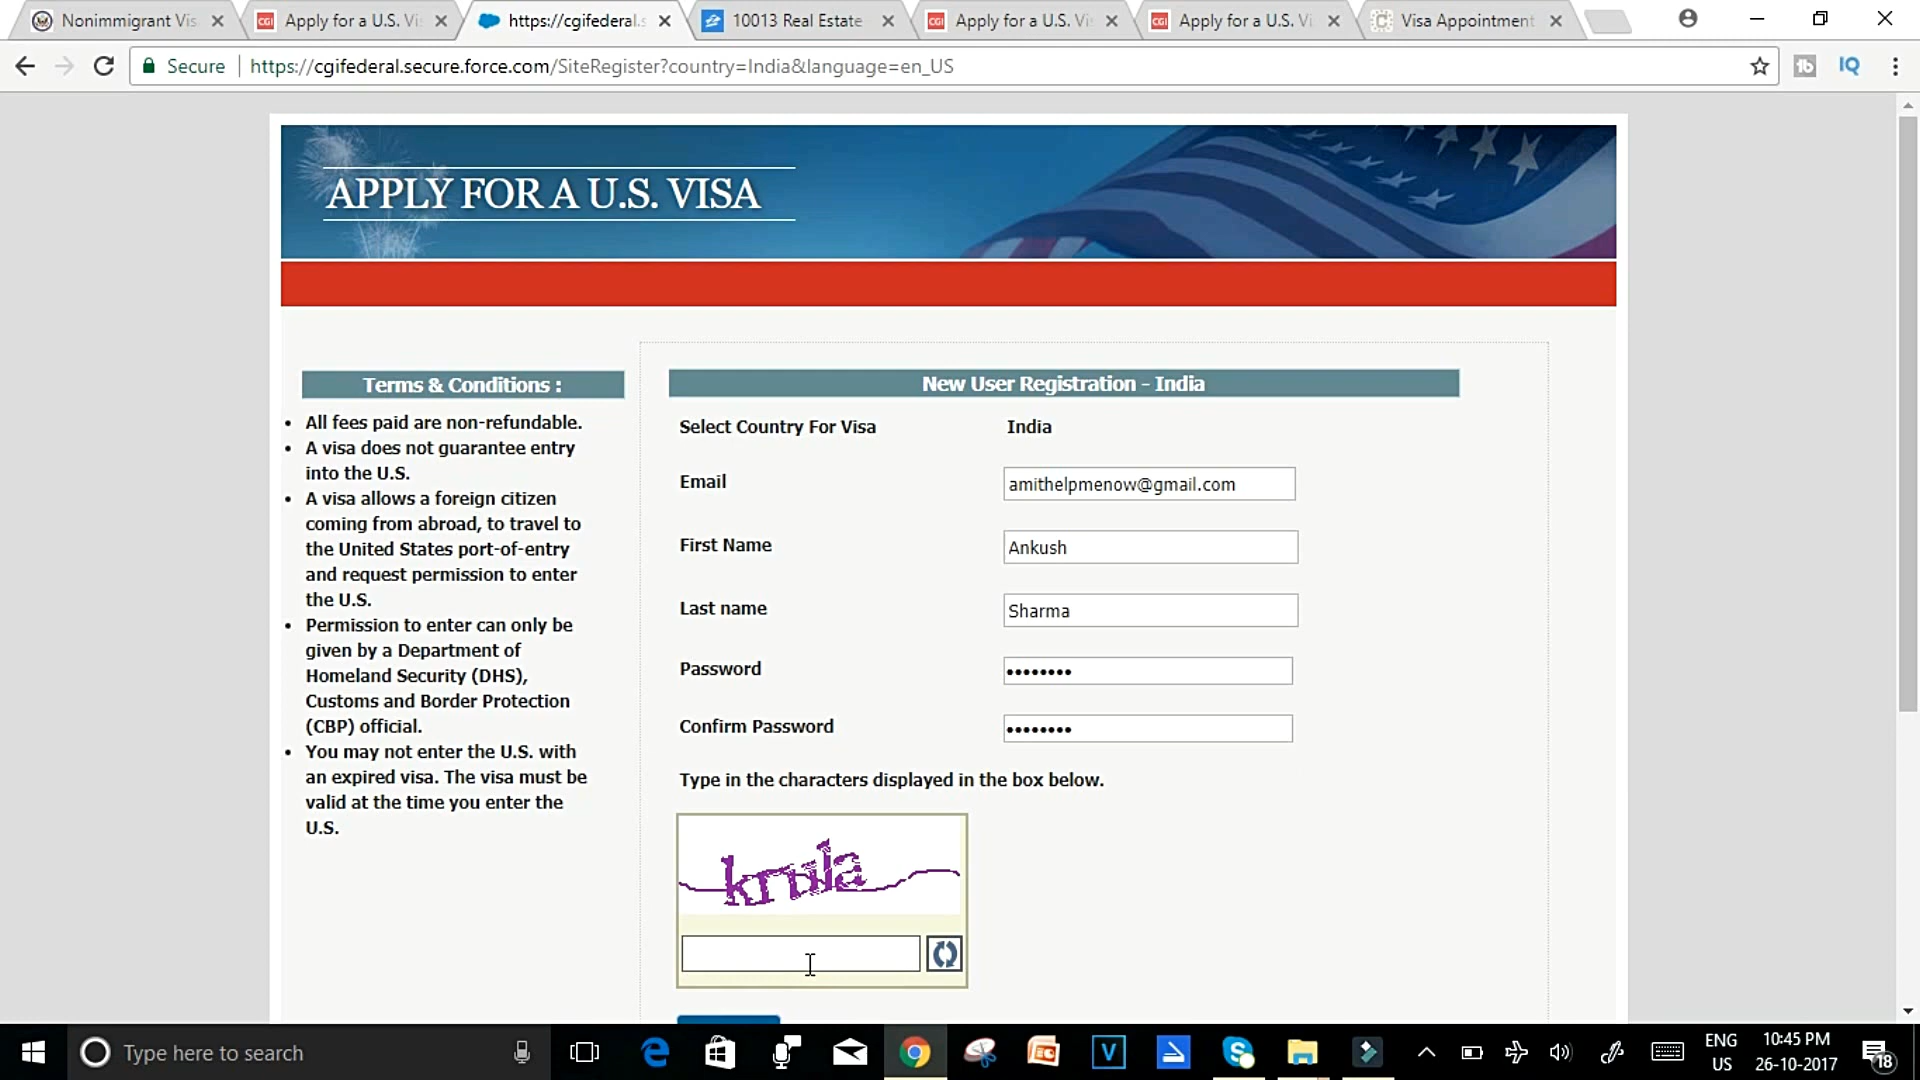 Nonimmigrant Vis
Apply for a U.S. Vi
https://cgifederal.s
10013 Real Estate
Apply for a U.S. Vi
Apply for a U.S. Vi
Visa Appointment
Secure
https://cgifederal.secure.force.com/SiteRegister?country=India&language=en_US
APPLY FOR A U.S. VISA
Terms & Conditions :
All fees paid are non-refundable.
A visa does not guarantee entry
into the U.S.
A visa allows a foreign citizen
coming from abroad, to travel to
the United States port-of-entry
and request permission to enter
the U.S.
Permission to enter can only be
given by a Department of
Homeland Security (DHS),
Customs and Border Protection
(CBP) official.
You may not enter the U.S. with
an expired visa. The visa must be
valid at the time you enter the
U.S.
New User Registration - India
Select Country For Visa India
Email amithelpmenow@gmail.com
First Name Ankush
Last name Sharma
Password ••••••••
Confirm Password ••••••••
Type in the characters displayed in the box below.
krula
Type here to search
ENG
US
10:45 PM
26-10-2017
18